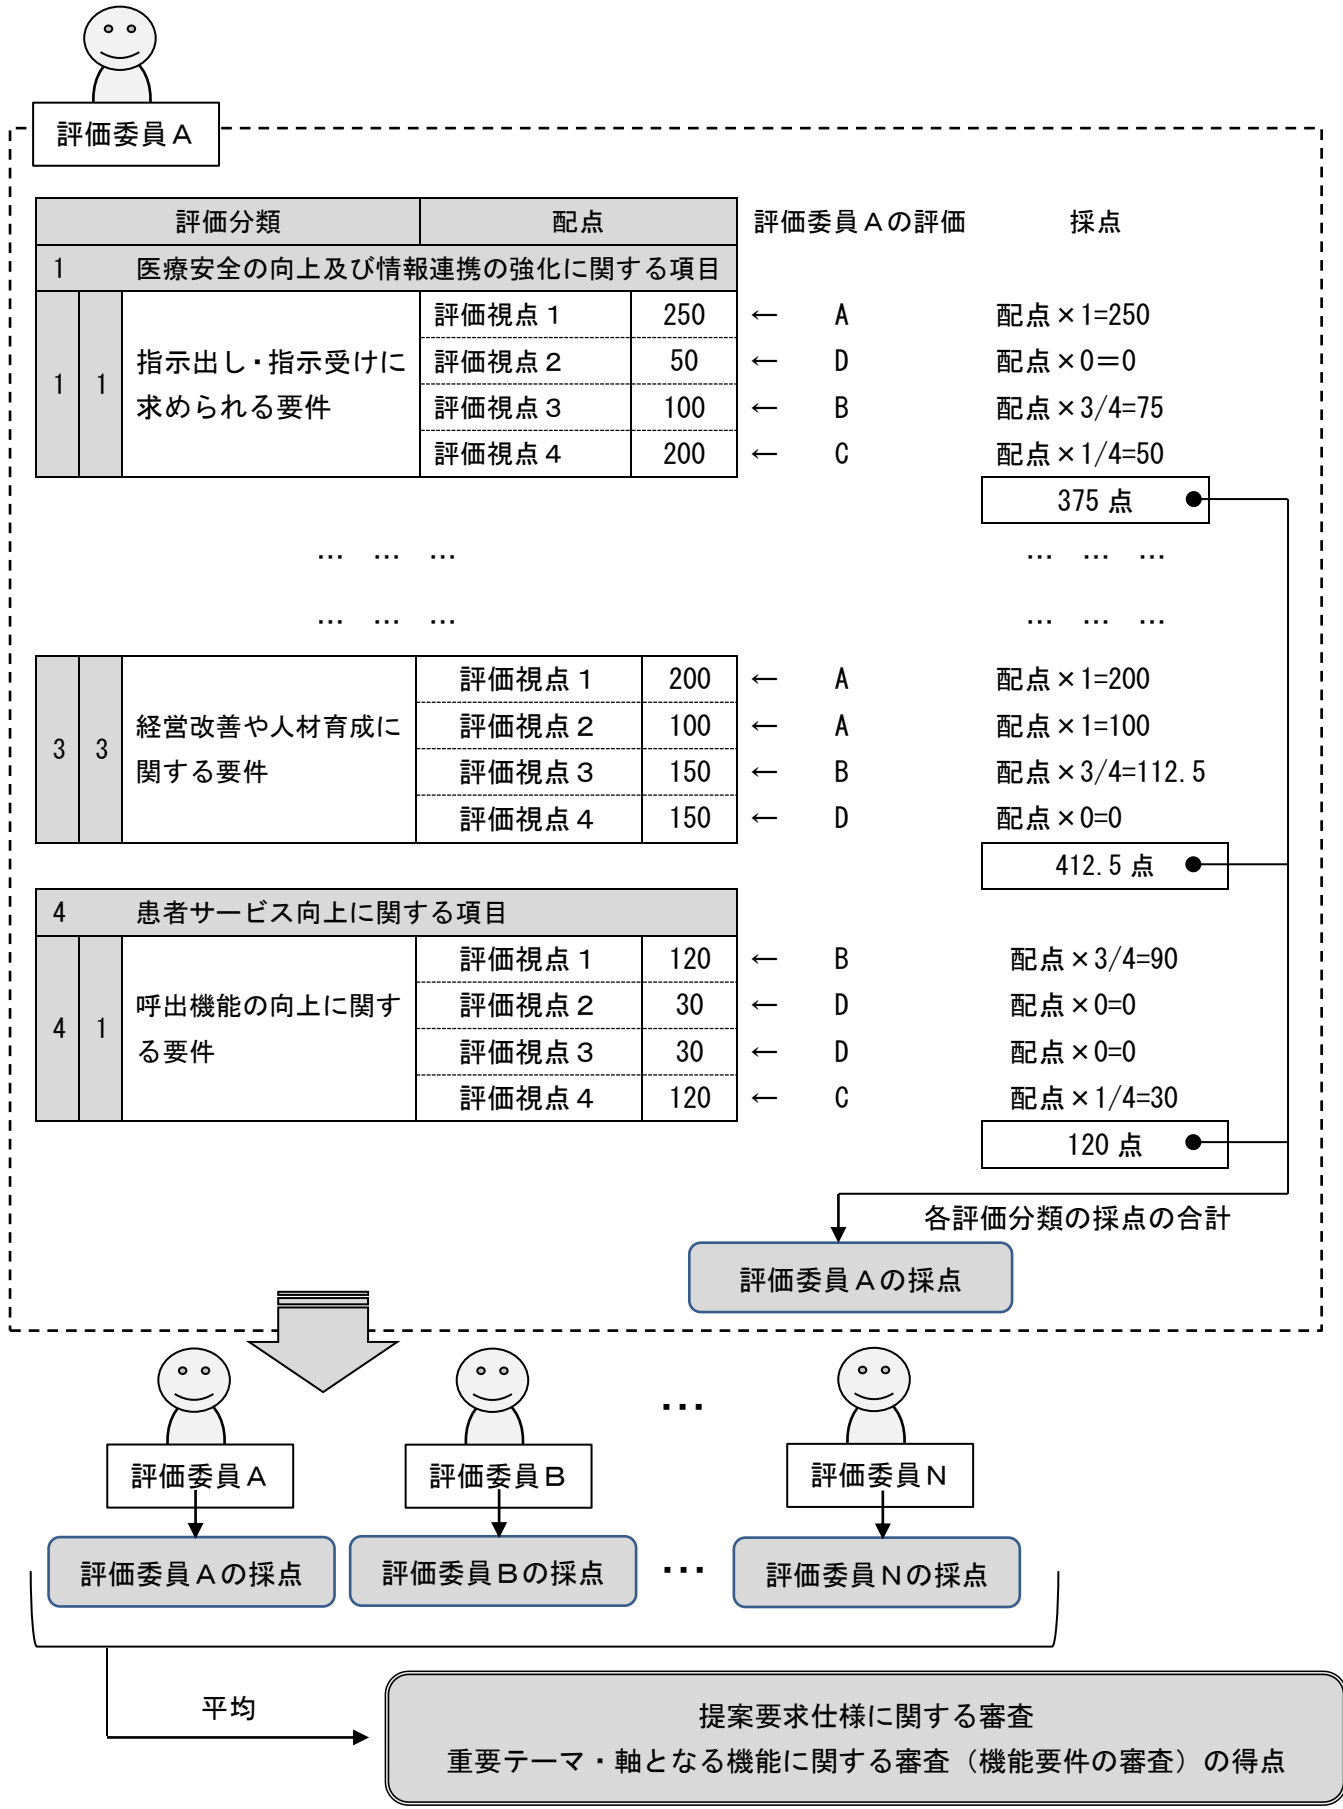 評価委員Ａ
評価分類 配点 評価委員Ａの評価 採点
1 医療安全の向上及び情報連携の強化に関する項目
1 1 指示出し・指示受けに求められる要件
評価視点１ 250 ← A 配点×1=250
評価視点２ 50 ← D 配点×0＝0
評価視点３ 100 ← B 配点×3/4=75
評価視点４ 200 ← C 配点×1/4=50
375 点
… … … … … …
… … … … … …
3 3 経営改善や人材育成に関する要件
評価視点１ 200 ← A 配点×1=200
評価視点２ 100 ← A 配点×1=100
評価視点３ 150 ← B 配点×3/4=112.5
評価視点４ 150 ← D 配点×0=0
412.5 点
4 患者サービス向上に関する項目
4 1 呼出機能の向上に関する要件
評価視点１ 120 ← B 配点×3/4=90
評価視点２ 30 ← D 配点×0=0
評価視点３ 30 ← D 配点×0=0
評価視点４ 120 ← C 配点×1/4=30
120 点
各評価分類の採点の合計
評価委員Ａの採点
…
評価委員Ａ 評価委員Ｂ 評価委員Ｎ
評価委員Ａの採点 評価委員Ｂの採点 … 評価委員Ｎの採点
平均
提案要求仕様に関する審査
重要テーマ・軸となる機能に関する審査（機能要件の審査）の得点